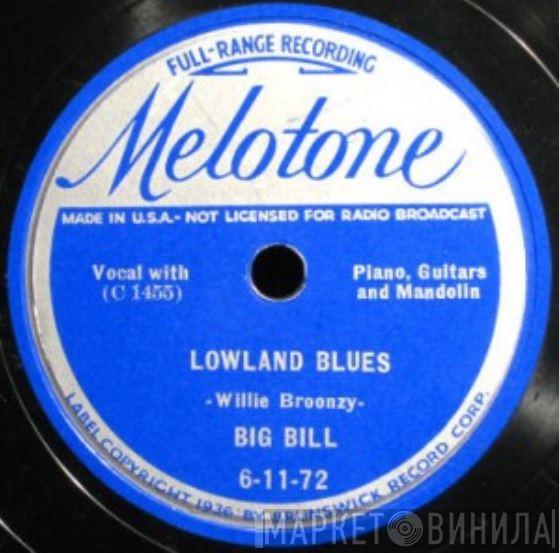 FULL-RANGE RECORDING
Melotone
MADE IN U.S.A.- NOT LICENSED FOR RADIO BROADCAST
Vocal with
(C 1455)
Piano, Guitars
and Mandolin
LOWLAND BLUES
-Willie Broonzy-
BIG BILL
6-11-72
LABEL COPYRIGHT 1936 BY BRUNSWICK RECORD CORP.
МАРКЕТ ВИНИЛА